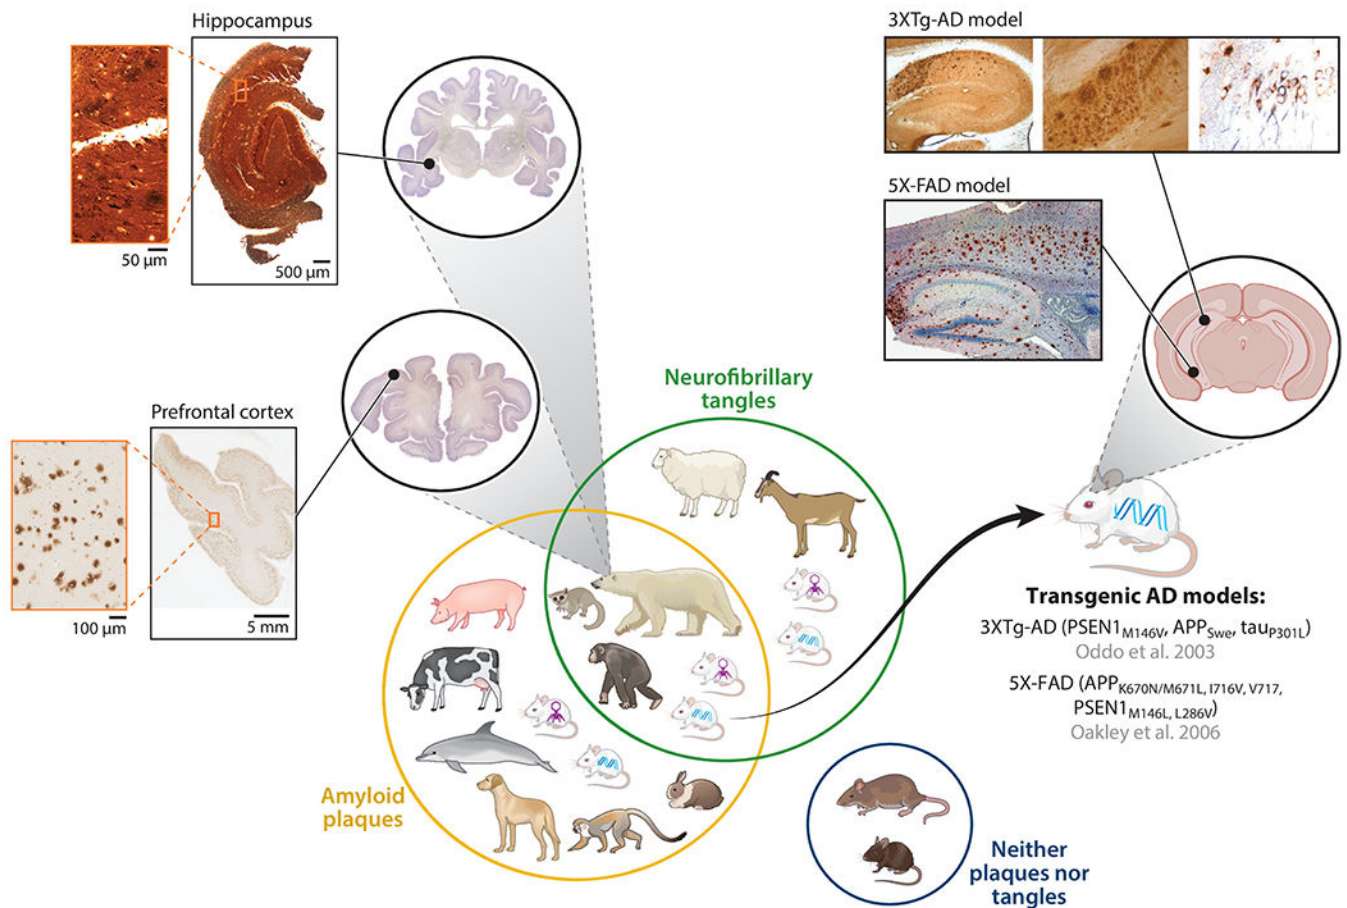 Hippocampus
50 µm
500 µm
Prefrontal cortex
100 µm
5 mm
3XTg-AD model
5X-FAD model
Neurofibrillary
tangles
Amyloid
plaques
Neither
plaques nor
tangles
Transgenic AD models:
3XTg-AD (PSEN1M146V, APPSwe, tauP301L)
Oddo et al. 2003
5X-FAD (APPK670N/M671L, I716V, V717,
PSEN1M146L, L286V)
Oakley et al. 2006